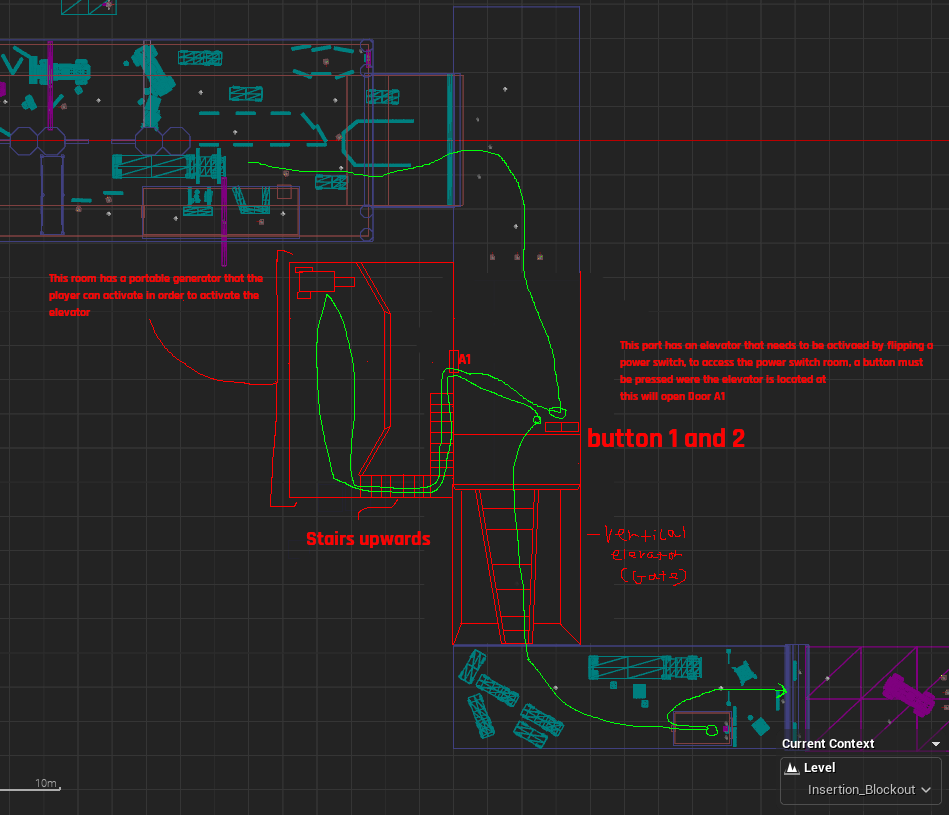 This room has a portable generator that the
player can activate in order to activate the
elevator
A1
This part has an elevator that needs to be activaed by flipping a
power switch, to access the power switch room, a button must
be pressed were the elevator is located at
this will open Door A1
button 1 and 2
Stairs upwards
-Vertical
elevator
(Gate)
Current Context
Level
Insertion_Blockout
10m